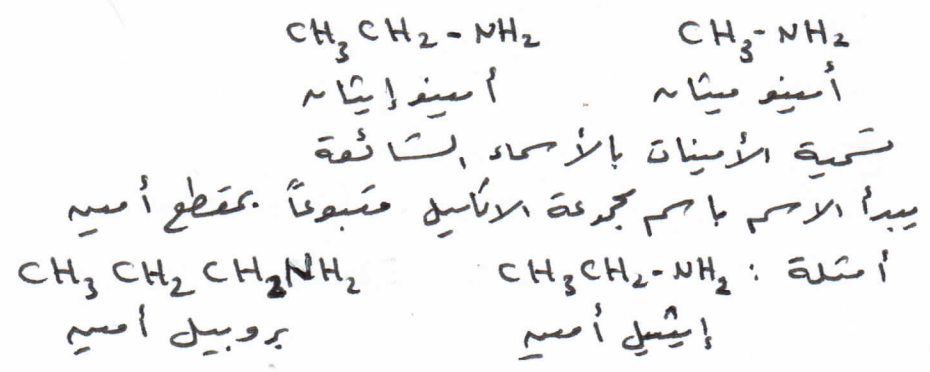 CH₃-NH₂ CH₃CH₂-NH₂
أمينو ميثان أمينو إيثان
تسمية الأمينات بالأسماء الشائعة
يبدأ الاسم باسم مجموعة الالكيل متبوعاً بمقطع أمين
أمثلة : CH₃CH₂-NH₂ CH₃CH₂CH₂NH₂
إيثيل أمين بروبيل أمين